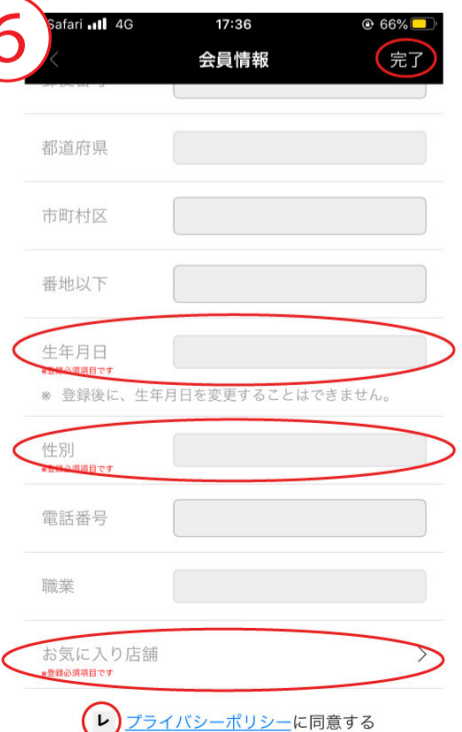 6
Safari 4G 17:36 66%
会員情報 完了
郵便番号
都道府県
市町村区
番地以下
生年月日
※登録必須項目です
※ 登録後に、生年月日を変更することはできません。
性別
※登録必須項目です
電話番号
職業
お気に入り店舗
※登録必須項目です
プライバシーポリシーに同意する